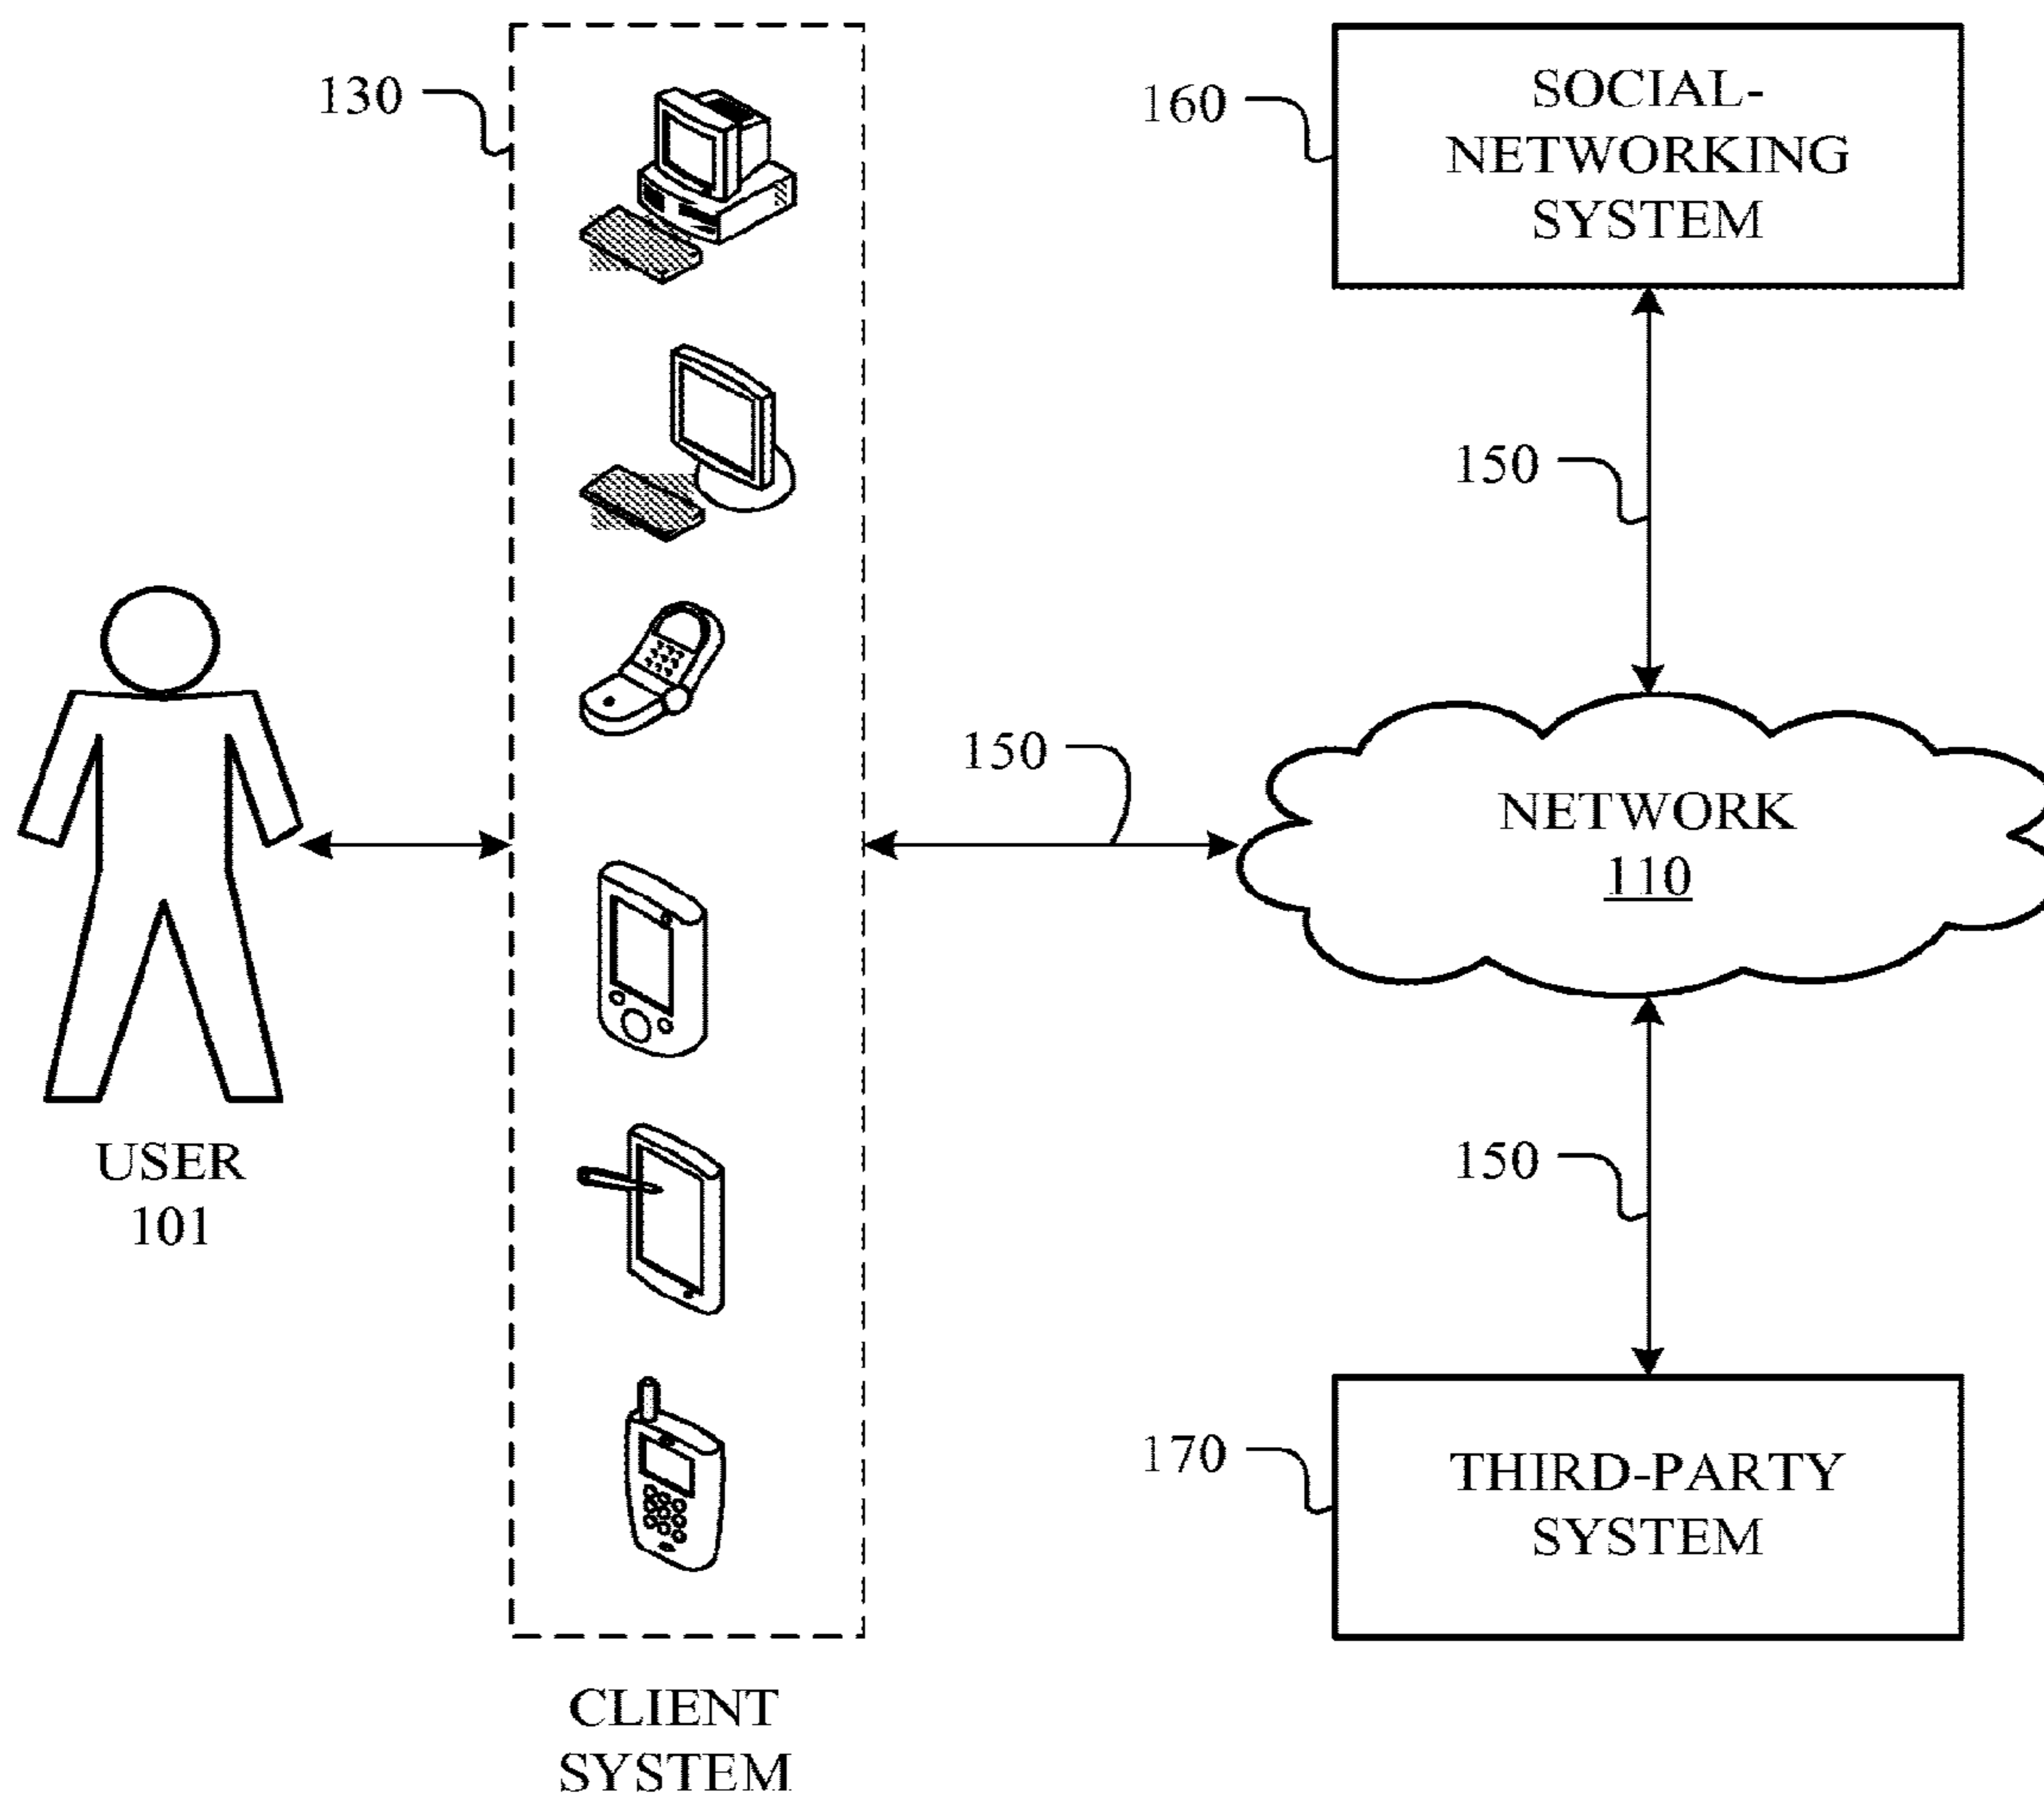 130
160
SOCIAL-
NETWORKING
SYSTEM
150
150
NETWORK
110
USER
101
150
170
THIRD-PARTY
SYSTEM
CLIENT
SYSTEM